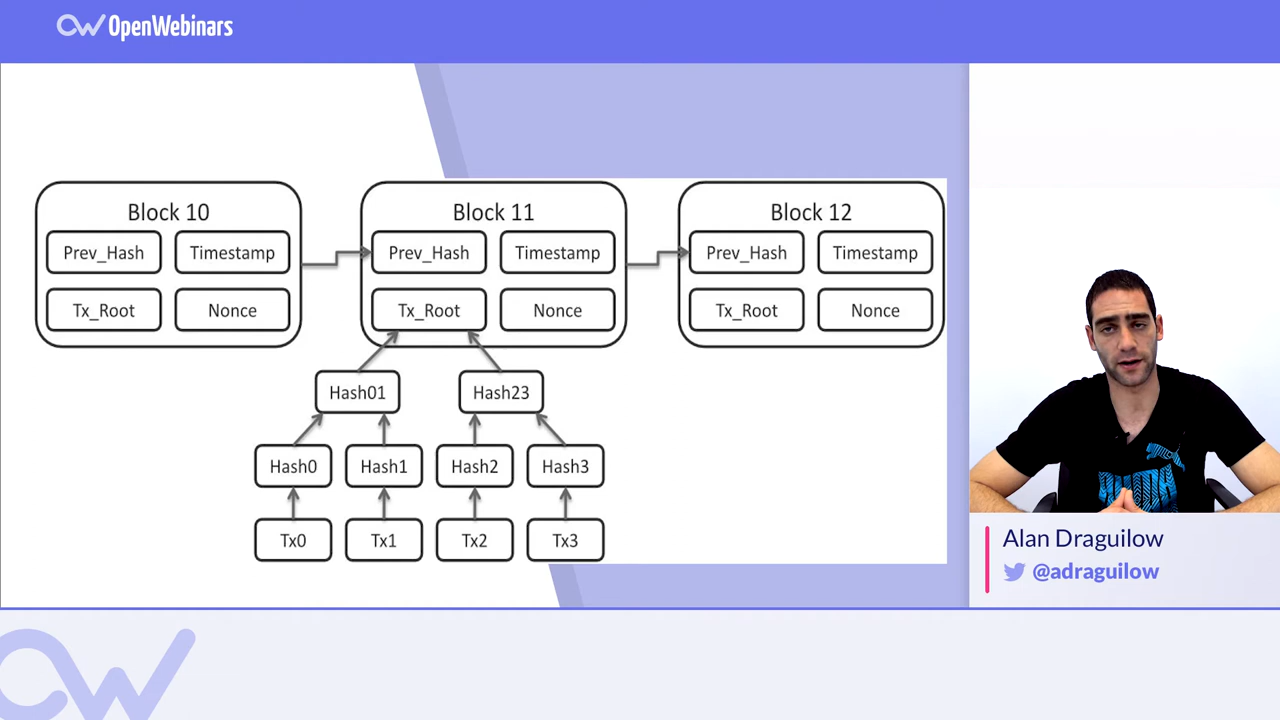 OpenWebinars
Block 10
Block 11
Block 12
Prev_Hash
Timestamp
Prev_Hash
Timestamp
Prev_Hash
Timestamp
Tx_Root
Nonce
Tx_Root
Nonce
Tx_Root
Nonce
Hash01
Hash23
Hash0
Hash1
Hash2
Hash3
Tx0
Tx1
Tx2
Tx3
Alan Draguilow
@adraguilow